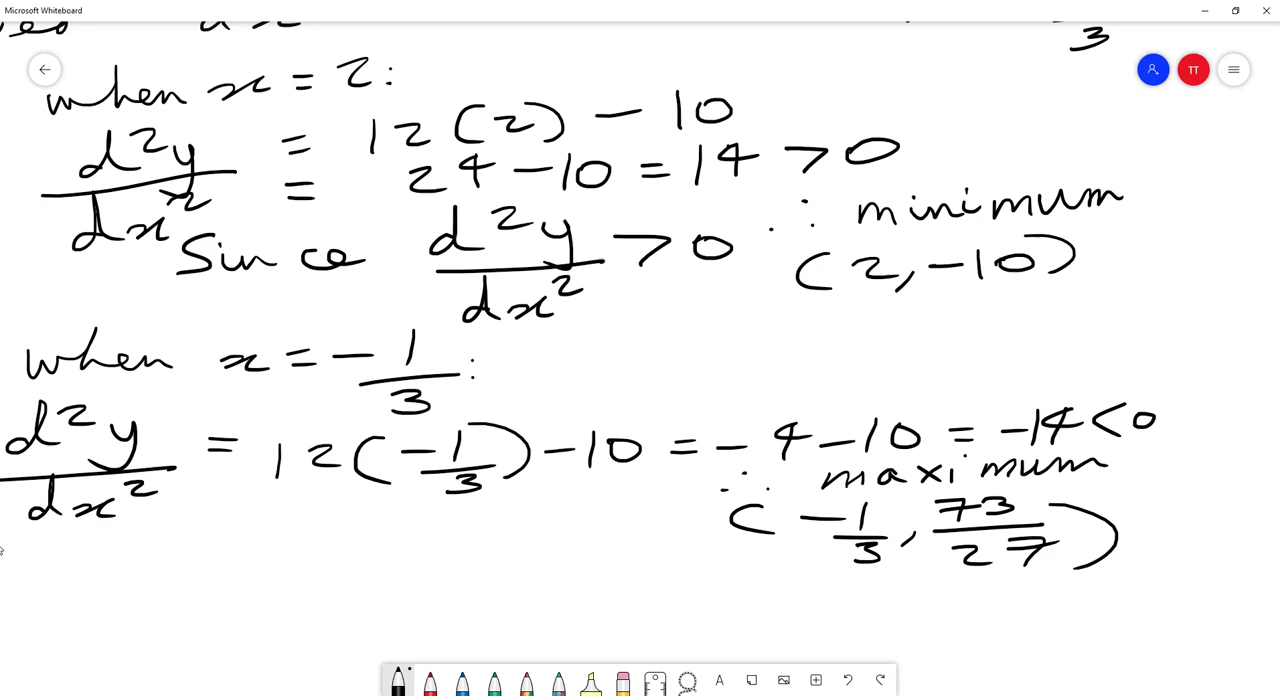 Microsoft Whiteboard
3
TT
when x = 2:
d²y/dx² = 12(2) - 10
= 24 - 10 = 14 > 0
Since d²y/dx² > 0 ∴ minimum
(2, -10)
when x = -1/3:
d²y/dx² = 12(-1/3) - 10 = -4 - 10 = -14 < 0
∴ maximum
(-1/3, 73/27)
A